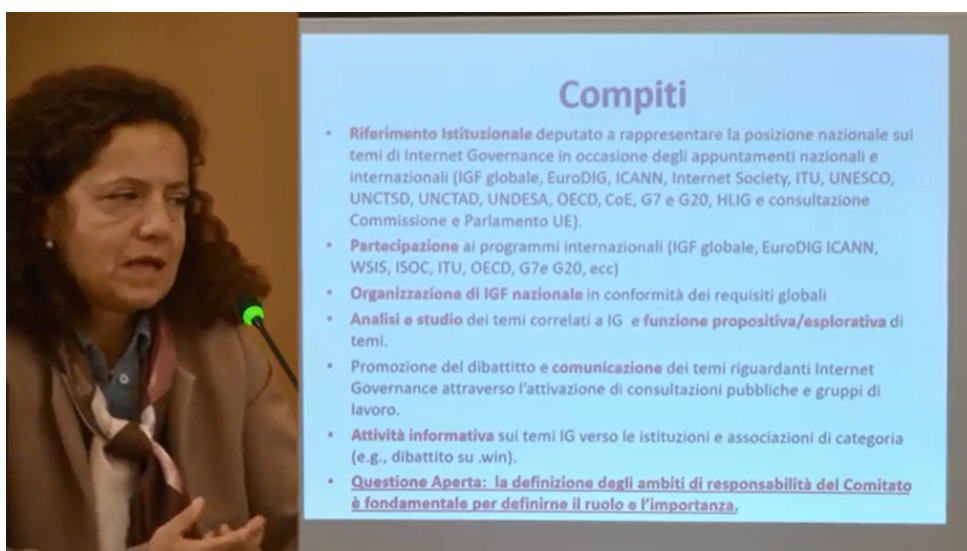 Compiti
• Riferimento Istituzionale deputato a rappresentare la posizione nazionale sui
temi di Internet Governance in occasione degli appuntamenti nazionali e
internazionali (IGF globale, EuroDIG, ICANN, Internet Society, ITU, UNESCO,
UNCTSD, UNCTAD, UNDESA, OECD, CoE, G7 e G20, HLIG e consultazione
Commissione e Parlamento UE).
• Partecipazione ai programmi internazionali (IGF globale, EuroDIG ICANN,
WSIS, ISOC, ITU, OECD, G7e G20, ecc)
• Organizzazione di IGF nazionale in conformità dei requisiti globali
• Analisi e studio dei temi correlati a IG e funzione propositiva/esplorativa di
temi.
• Promozione del dibattitto e comunicazione dei temi riguardanti Internet
Governance attraverso l'attivazione di consultazioni pubbliche e gruppi di
lavoro.
• Attività informativa sui temi IG verso le istituzioni e associazioni di categoria
(e.g., dibattito su .win).
• Questione Aperta: la definizione degli ambiti di responsabilità del Comitato
è fondamentale per definirne il ruolo e l'importanza.